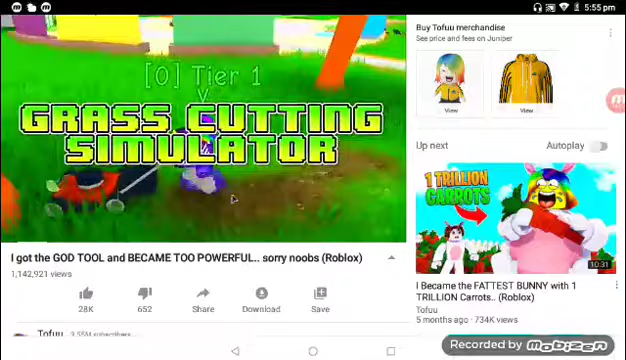 5:55 pm
[0] Tier 1
V
GRASS CUTTING
SIMULATOR
I got the GOD TOOL and BECAME TOO POWERFUL.. sorry noobs (Roblox)
1,142,921 views
28K
652
Share
Download
Save
Tofuu
Buy Tofuu merchandise
See price and fees on Juniper
View
View
Up next
Autoplay
1 TRILLION
CARROTS
10:31
I Became the FATTEST BUNNY with 1
TRILLION Carrots.. (Roblox)
Tofuu
5 months ago · 734K views
Recorded by MOBIZEN